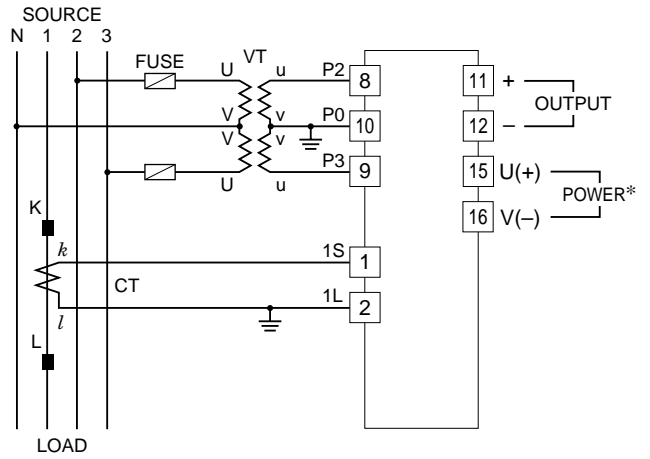 SOURCE
N 1 2 3
FUSE
VT
U u P2 8
V v P0 10
V v
U u P3 9
11 +
OUTPUT
12 –
15 U(+)
POWER*
16 V(–)
K
k 1S 1
CT
l 1L 2
L
LOAD